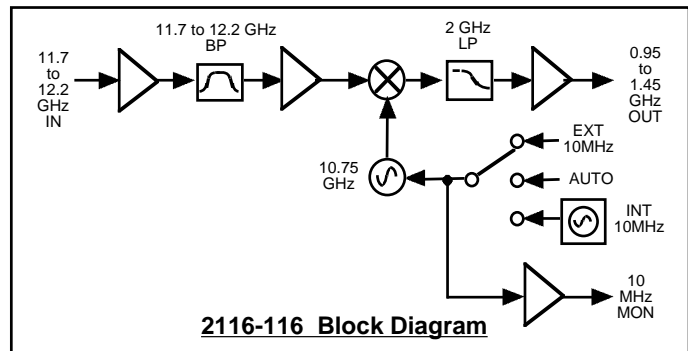 11.7
to
12.2
GHz
IN
11.7 to 12.2 GHz
BP
2 GHz
LP
0.95
to
1.45
GHz
OUT
10.75
GHz
EXT
10MHz
AUTO
INT
10MHz
10
MHz
MON
2116-116 Block Diagram